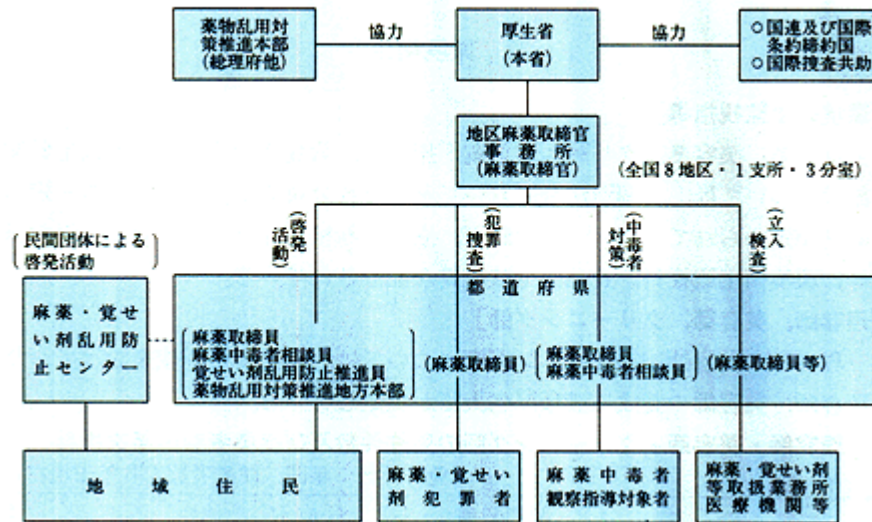 薬物乱用対
策推進本部
(総理府他)
協力
厚生省
(本省)
協力
○国連及び国際
条約締約国
○国際捜査共助
地区麻薬取締官
事務所
(麻薬取締官)
(全国8地区・1支所・3分室)
(啓発
活動)
(犯罪
捜査)
(中毒者
対策)
(立入
検査)
民間団体による
啓発活動
都道府県
麻薬・覚せ
い剤乱用防
止センター
麻薬取締員
麻薬中毒者相談員
覚せい剤乱用防止推進員
薬物乱用対策推進地方本部
(麻薬取締員)
麻薬取締員
麻薬中毒者相談員
(麻薬取締員等)
地域住民
麻薬・覚せい
剤犯罪者
麻薬中毒者
観察指導対象者
麻薬・覚せい剤
等取扱業務所
医療機関等